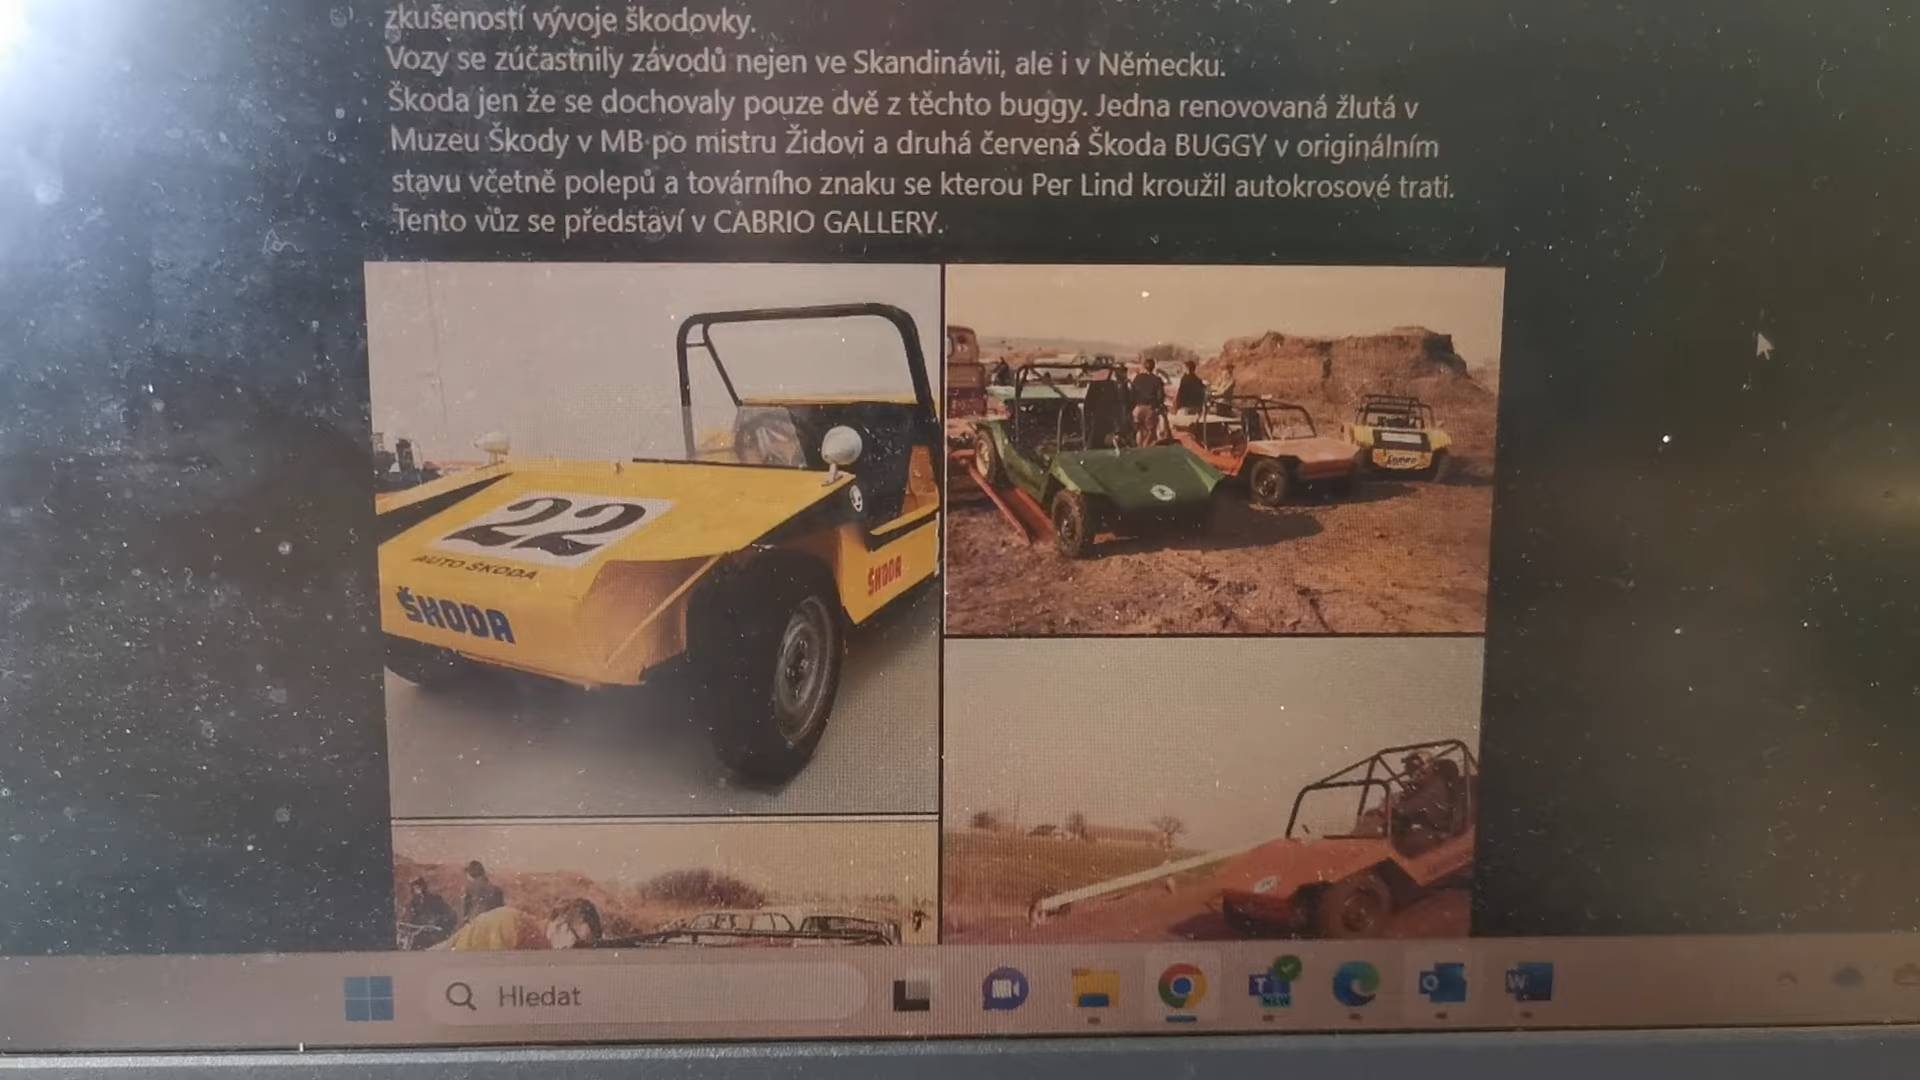 zkušeností vývoje škodovky.
Vozy se zúčastnily závodů nejen ve Skandinávii, ale i v Německu.
Škoda jen že se dochovaly pouze dvě z těchto buggy. Jedna renovovaná žlutá v
Muzeu Škody v MB po mistru Židovi a druhá červená Škoda BUGGY v originálním
stavu včetně polepů a továrního znaku se kterou Per Lind kroužil autokrosové trati.
Tento vůz se představí v CABRIO GALLERY.
22
AUTO ŠKODA
ŠKODA
ŠKODA
Hledat
NEW